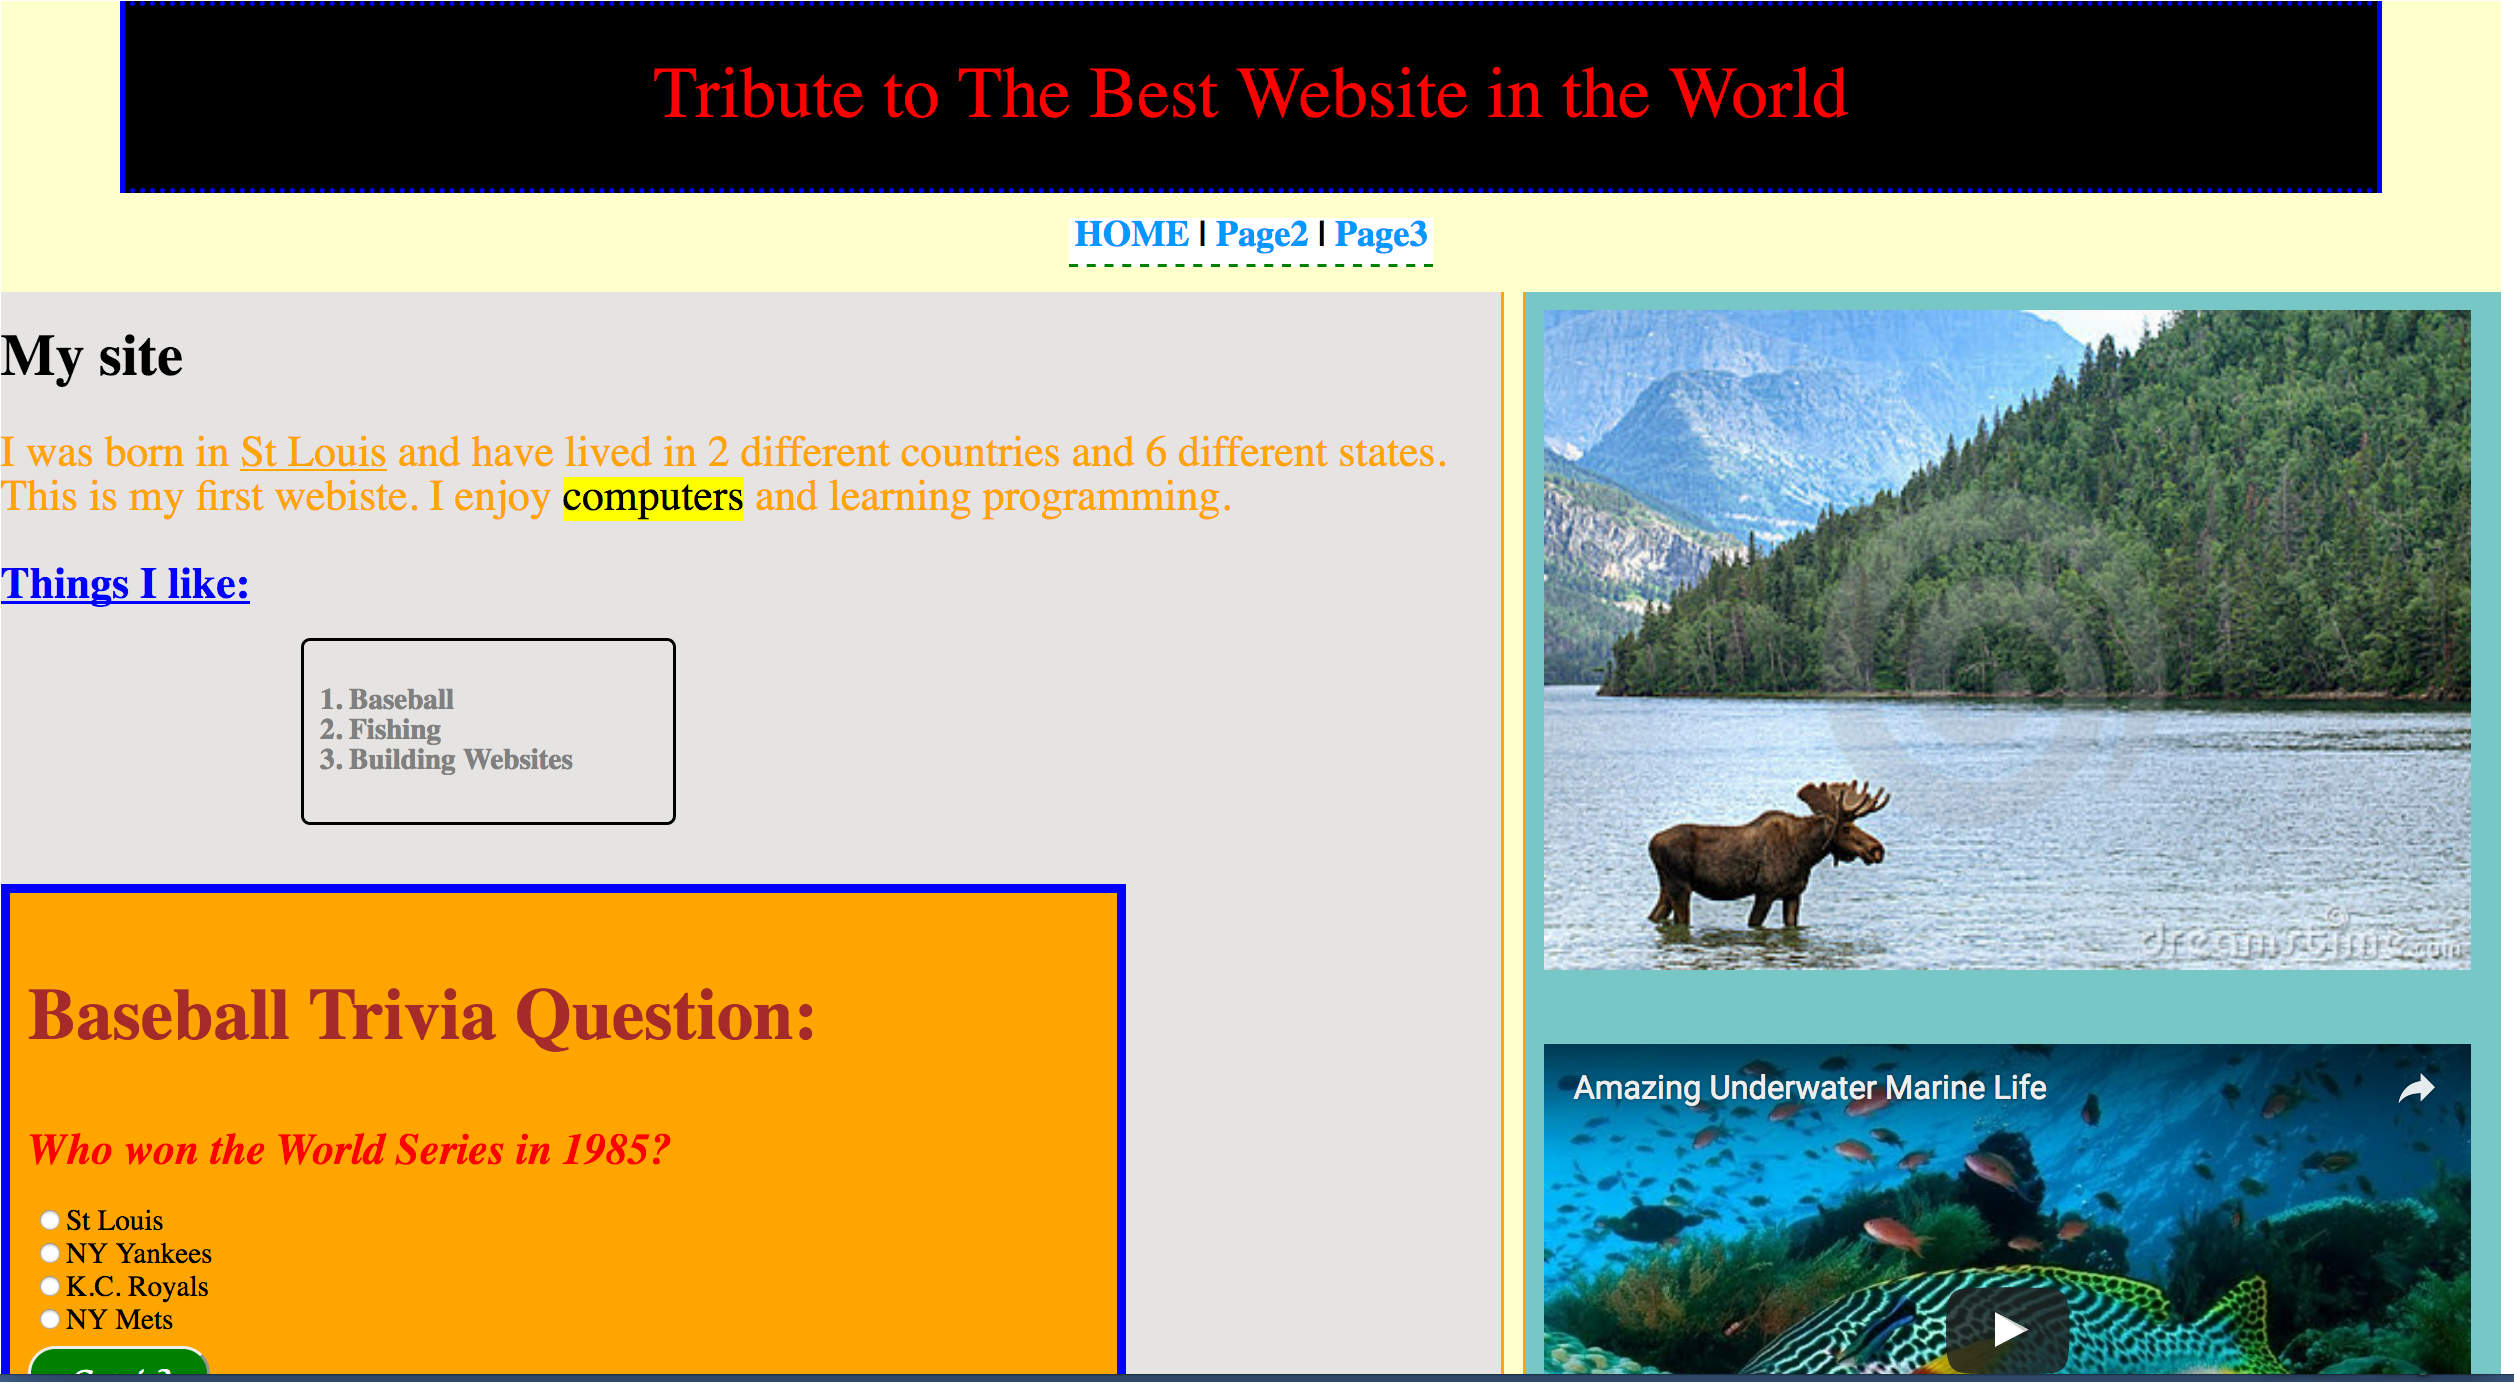 Tribute to The Best Website in the World
HOME | Page2 | Page3
My site
I was born in St Louis and have lived in 2 different countries and 6 different states.
This is my first webiste. I enjoy computers and learning programming.
Things I like:
1. Baseball
2. Fishing
3. Building Websites
Baseball Trivia Question:
Who won the World Series in 1985?
St Louis
NY Yankees
K.C. Royals
NY Mets
dreamstime.com
Amazing Underwater Marine Life